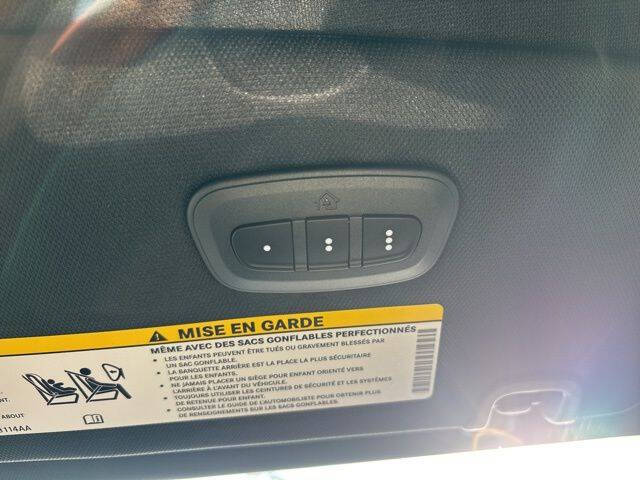 MISE EN GARDE
MÊME AVEC DES SACS GONFLABLES PERFECTIONNÉS
• LES ENFANTS PEUVENT ÊTRE TUÉS OU GRAVEMENT BLESSÉS PAR
UN SAC GONFLABLE.
• LA BANQUETTE ARRIÈRE EST LA PLACE LA PLUS SÉCURITAIRE
POUR LES ENFANTS.
• NE JAMAIS PLACER UN SIÈGE POUR ENFANT ORIENTÉ VERS
L'ARRIÈRE À L'AVANT DU VÉHICULE.
• TOUJOURS UTILISER LES CEINTURES DE SÉCURITÉ ET LES SYSTÈMES
DE RETENUE POUR ENFANT.
• CONSULTER LE GUIDE DE L'AUTOMOBILISTE POUR OBTENIR PLUS
DE RENSEIGNEMENTS SUR LES SACS GONFLABLES.
NT.
ABOUT
114AA